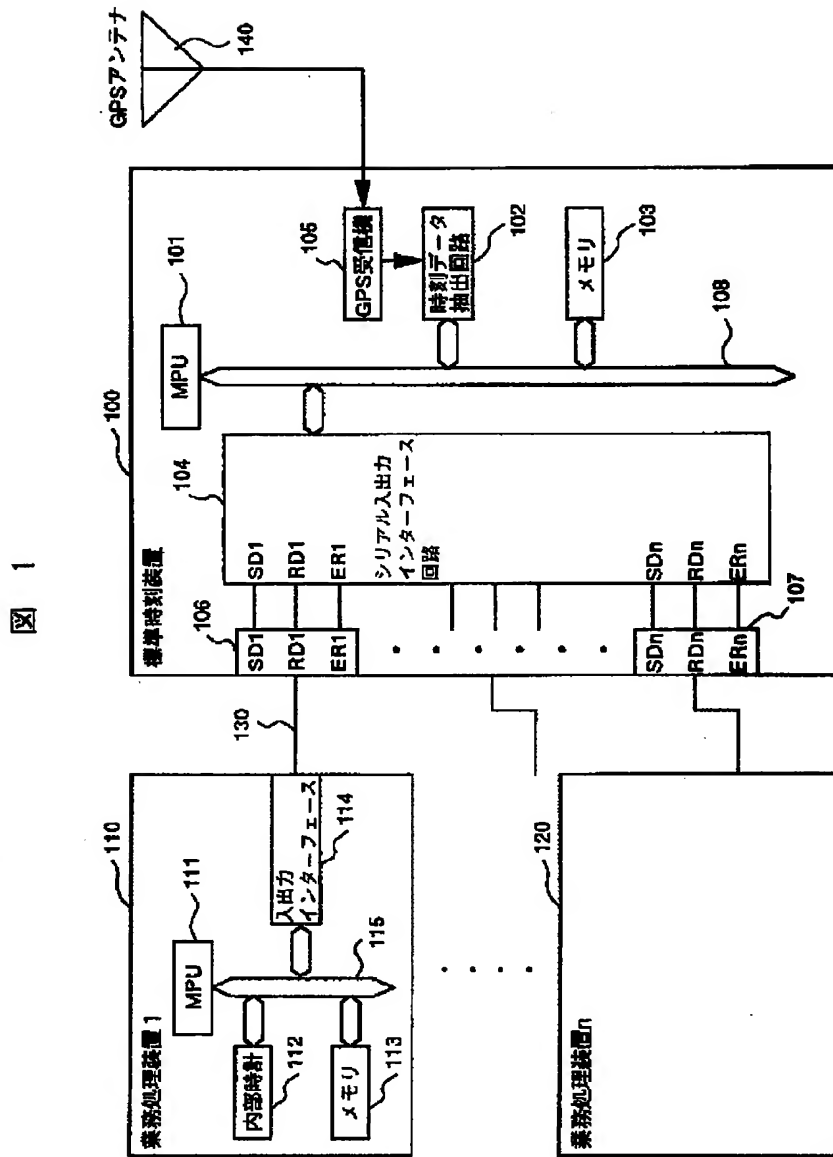 図 1
GPSアンテナ
140
標準時刻装置
100
MPU
101
GPS受信機
105
時刻データ
抽出回路
102
メモリ
103
108
104
シリアル入出力
インターフェース
回路
SD1
RD1
ER1
SDn
RDn
ERn
106
SD1
RD1
ER1
SDn
RDn
ERn
107
130
業務処理装置1
110
MPU
111
内部時計
112
メモリ
113
入出力
インターフェース
114
115
業務処理装置n
120